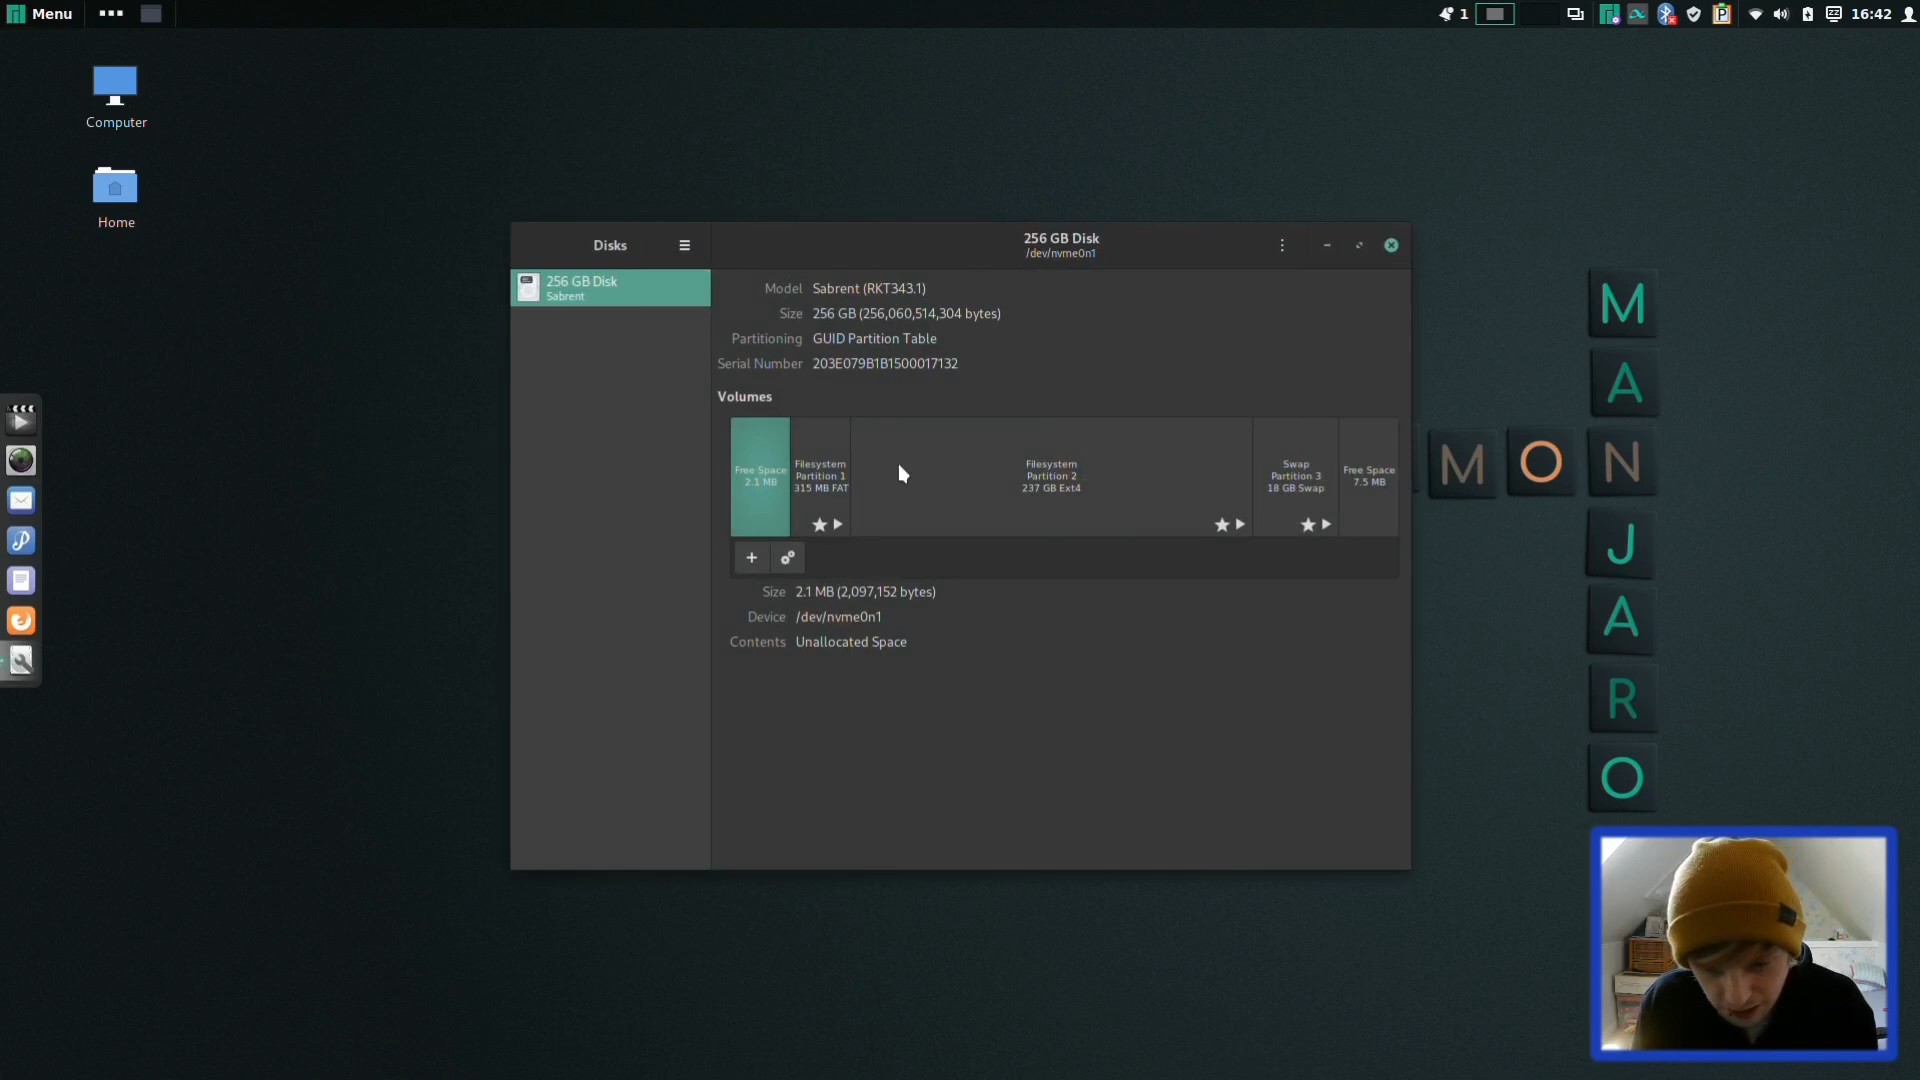 Menu
1
P
16:42
Computer
Home
Disks
256 GB Disk
/dev/nvme0n1
256 GB Disk
Sabrent
Model Sabrent (RKT343.1)
Size 256 GB (256,060,514,304 bytes)
Partitioning GUID Partition Table
Serial Number 203E079B1B1500017132
Volumes
Free Space
2.1 MB
Filesystem
Partition 1
315 MB FAT
Filesystem
Partition 2
237 GB Ext4
Swap
Partition 3
18 GB Swap
Free Space
7.5 MB
Size 2.1 MB (2,097,152 bytes)
Device /dev/nvme0n1
Contents Unallocated Space
M
A
M O N
J
A
R
O